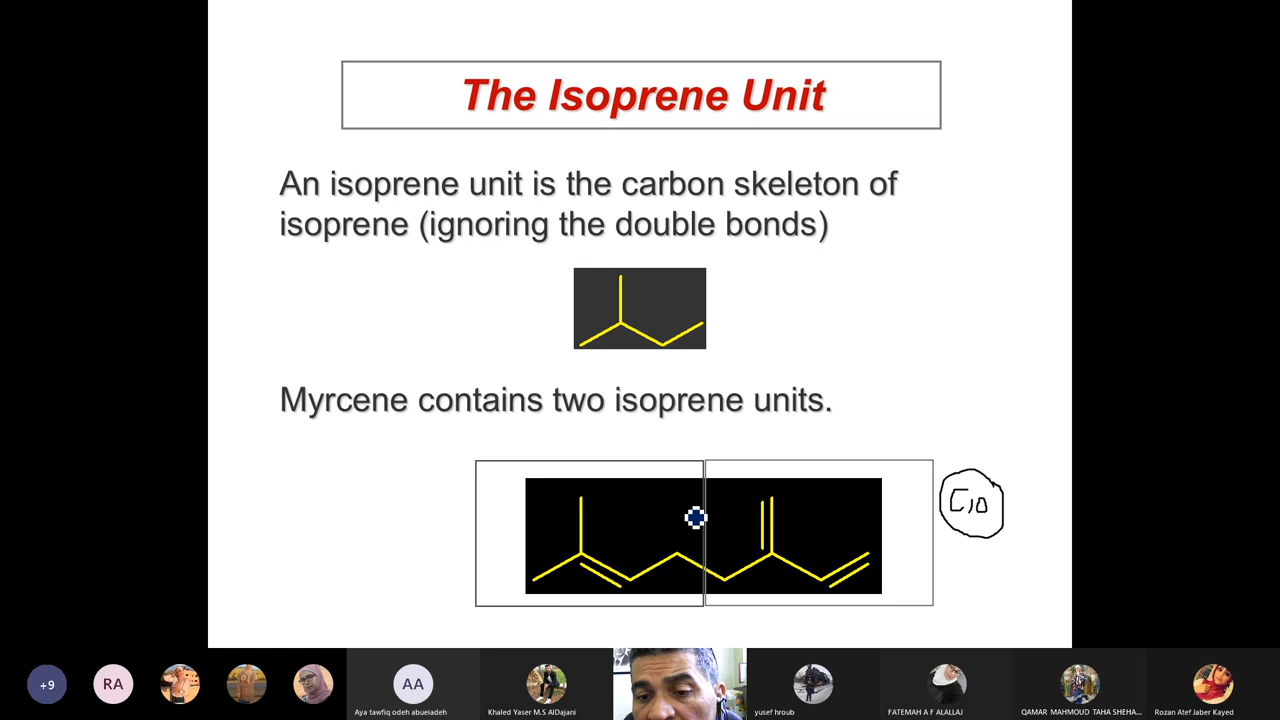 The Isoprene Unit
An isoprene unit is the carbon skeleton of
isoprene (ignoring the double bonds)
Myrcene contains two isoprene units.
C10
+9
RA
AA
Aya tawfiq odeh abueiadeh
Khaled Yaser M.S AlDajani
yusef hroub
FATEMAH A F ALALLAJ
QAMAR MAHMOUD TAHA SHEHA...
Rozan Atef Jaber Kayed